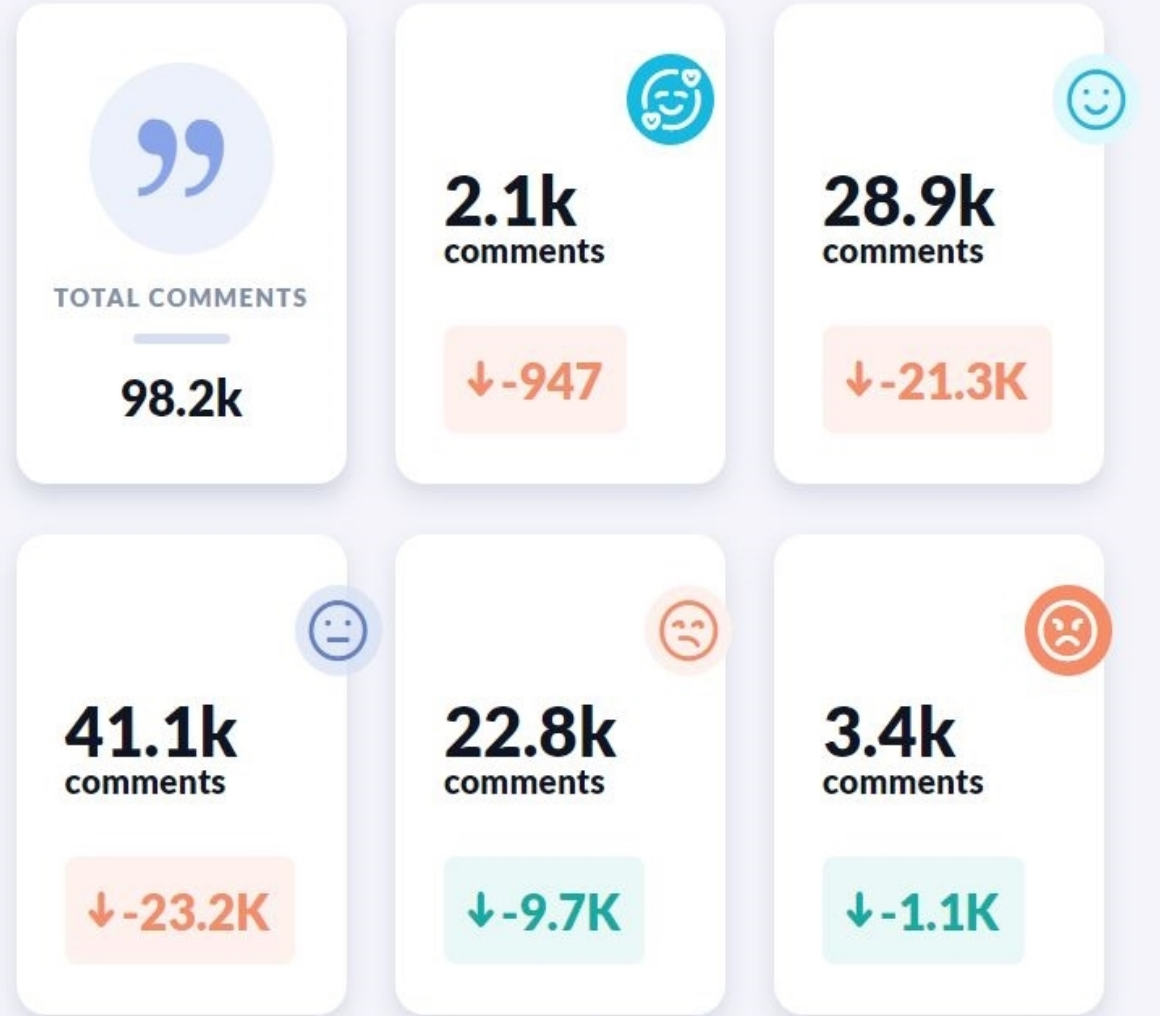 TOTAL COMMENTS
98.2k
2.1k
comments
↓-947
28.9k
comments
↓-21.3K
41.1k
comments
↓-23.2K
22.8k
comments
↓-9.7K
3.4k
comments
↓-1.1K